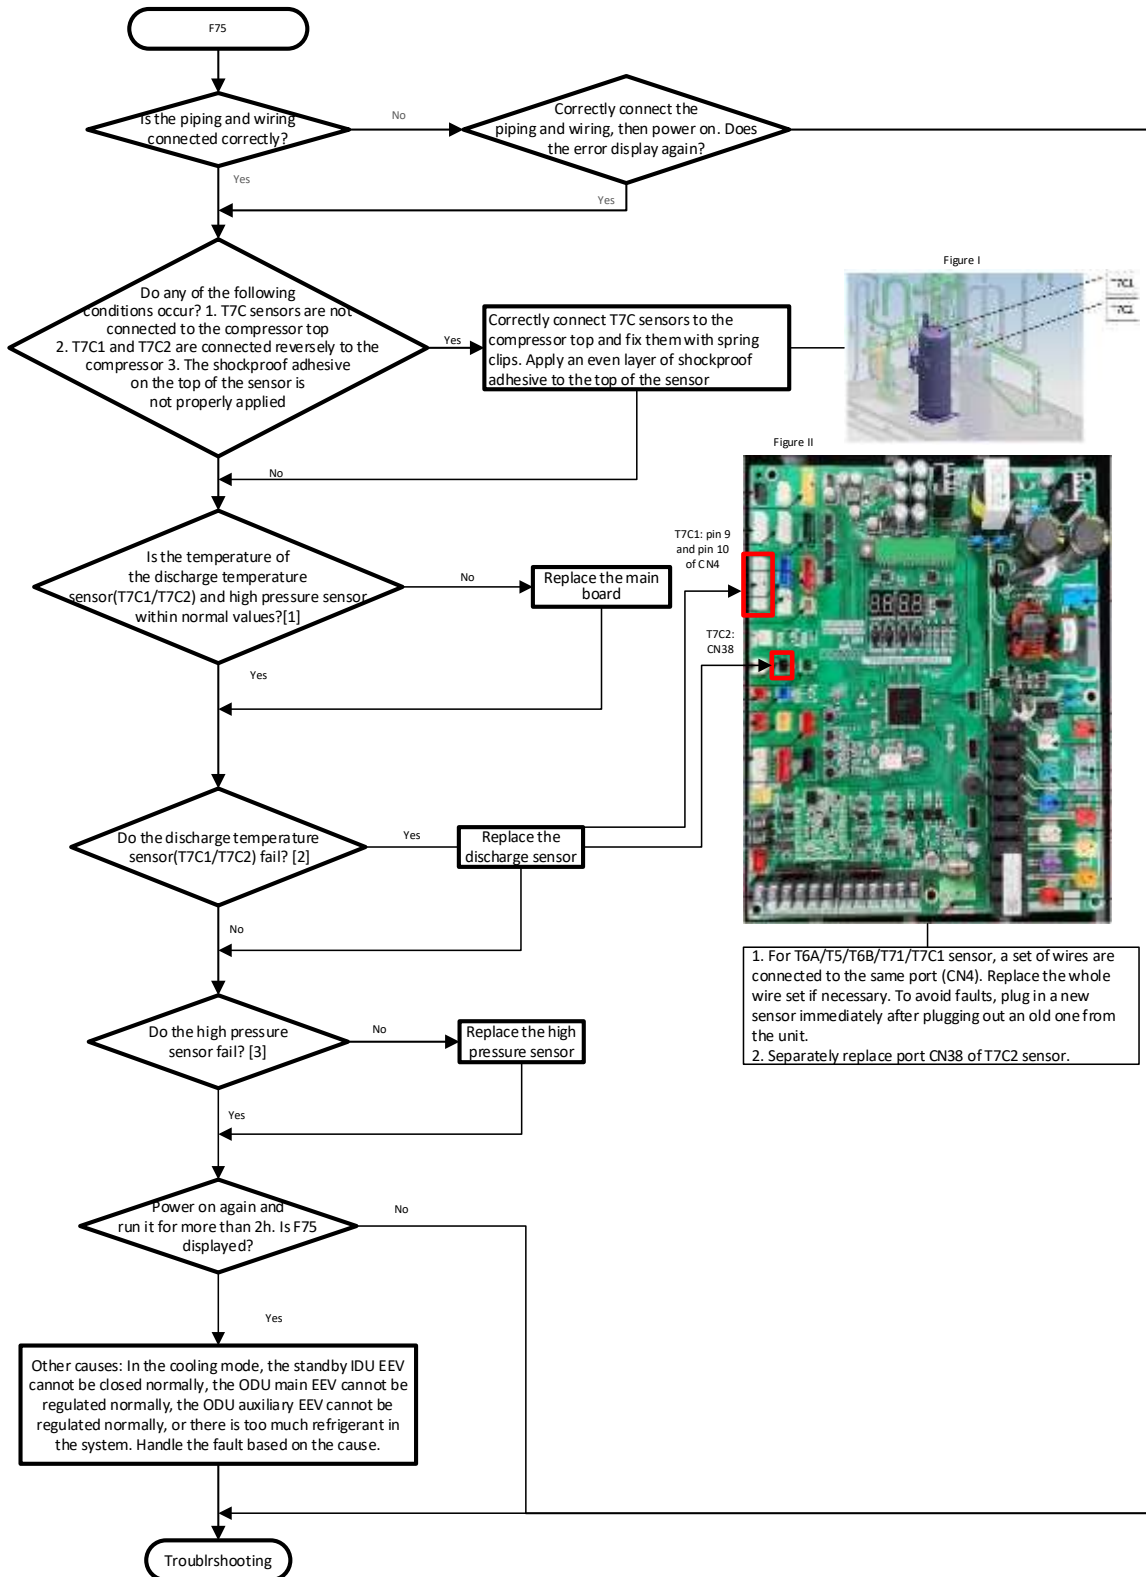 F75
Is the piping and wiring
connected correctly?
No
Correctly connect the
piping and wiring, then power on. Does
the error display again?
Yes
Yes
Do any of the following
conditions occur? 1. T7C sensors are not
connected to the compressor top
2. T7C1 and T7C2 are connected reversely to the
compressor 3. The shockproof adhesive
on the top of the sensor is
not properly applied
Yes
Correctly connect T7C sensors to the
compressor top and fix them with spring
clips. Apply an even layer of shockproof
adhesive to the top of the sensor
Figure I
T7C1
T7C2
No
Figure II
T7C1: pin 9
and pin 10
of CN4
T7C2:
CN38
Is the temperature of
the discharge temperature
sensor(T7C1/T7C2) and high pressure sensor
within normal values?[1]
No
Replace the main
board
Yes
Do the discharge temperature
sensor(T7C1/T7C2) fail? [2]
Yes
Replace the
discharge sensor
No
1. For T6A/T5/T6B/T71/T7C1 sensor, a set of wires are
connected to the same port (CN4). Replace the whole
wire set if necessary. To avoid faults, plug in a new
sensor immediately after plugging out an old one from
the unit.
2. Separately replace port CN38 of T7C2 sensor.
Do the high pressure
sensor fail? [3]
No
Replace the high
pressure sensor
Yes
Power on again and
run it for more than 2h. Is F75
displayed?
No
Yes
Other causes: In the cooling mode, the standby IDU EEV
cannot be closed normally, the ODU main EEV cannot be
regulated normally, the ODU auxiliary EEV cannot be
regulated normally, or there is too much refrigerant in
the system. Handle the fault based on the cause.
Troublrshooting